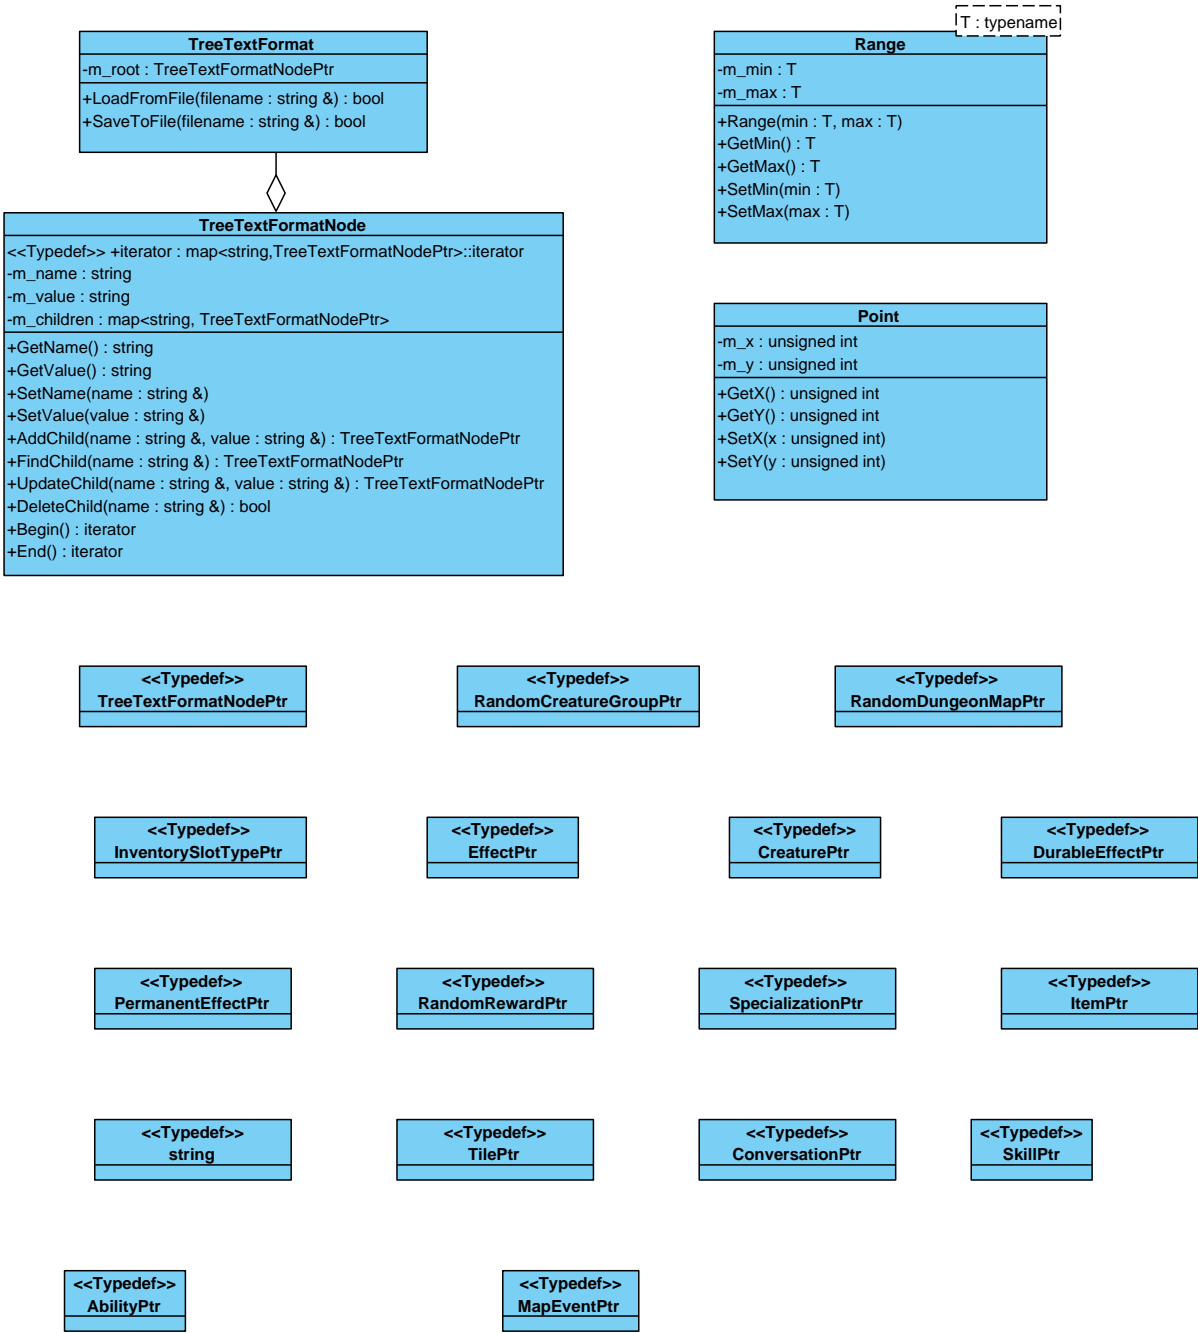 TreeTextFormat
-m_root : TreeTextFormatNodePtr
+LoadFromFile(filename : string &) : bool
+SaveToFile(filename : string &) : bool
T : typename
Range
-m_min : T
-m_max : T
+Range(min : T, max : T)
+GetMin() : T
+GetMax() : T
+SetMin(min : T)
+SetMax(max : T)
TreeTextFormatNode
<<Typedef>> +iterator : map<string,TreeTextFormatNodePtr>::iterator
-m_name : string
-m_value : string
-m_children : map<string, TreeTextFormatNodePtr>
+GetName() : string
+GetValue() : string
+SetName(name : string &)
+SetValue(value : string &)
+AddChild(name : string &, value : string &) : TreeTextFormatNodePtr
+FindChild(name : string &) : TreeTextFormatNodePtr
+UpdateChild(name : string &, value : string &) : TreeTextFormatNodePtr
+DeleteChild(name : string &) : bool
+Begin() : iterator
+End() : iterator
Point
-m_x : unsigned int
-m_y : unsigned int
+GetX() : unsigned int
+GetY() : unsigned int
+SetX(x : unsigned int)
+SetY(y : unsigned int)
<<Typedef>>
TreeTextFormatNodePtr
<<Typedef>>
RandomCreatureGroupPtr
<<Typedef>>
RandomDungeonMapPtr
<<Typedef>>
InventorySlotTypePtr
<<Typedef>>
EffectPtr
<<Typedef>>
CreaturePtr
<<Typedef>>
DurableEffectPtr
<<Typedef>>
PermanentEffectPtr
<<Typedef>>
RandomRewardPtr
<<Typedef>>
SpecializationPtr
<<Typedef>>
ItemPtr
<<Typedef>>
string
<<Typedef>>
TilePtr
<<Typedef>>
ConversationPtr
<<Typedef>>
SkillPtr
<<Typedef>>
AbilityPtr
<<Typedef>>
MapEventPtr